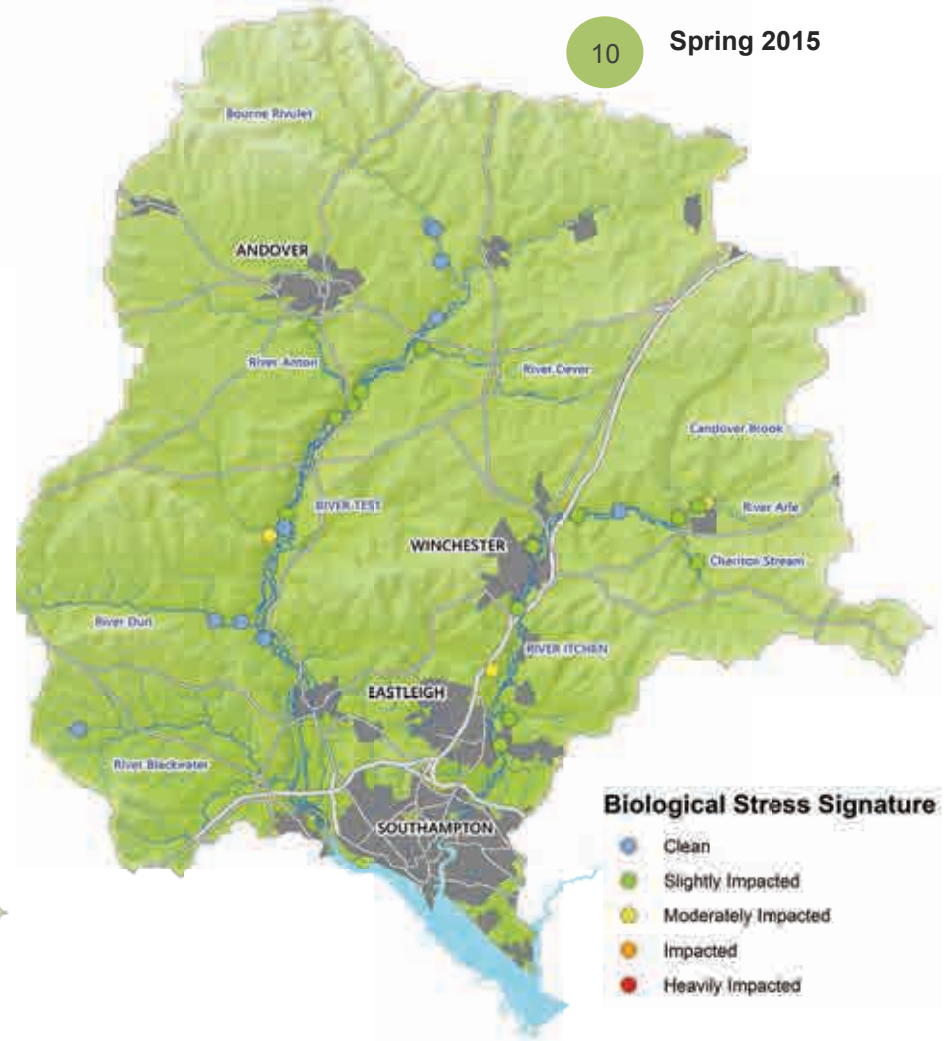 10
Spring 2015
Bourne Rivulet
ANDOVER
River Anton
River Dever
Candover Brook
RIVER TEST
River Arle
WINCHESTER
Cheriton Stream
River Dun
RIVER ITCHEN
EASTLEIGH
River Blackwater
SOUTHAMPTON
Biological Stress Signature
Clean
Slightly Impacted
Moderately Impacted
Impacted
Heavily Impacted